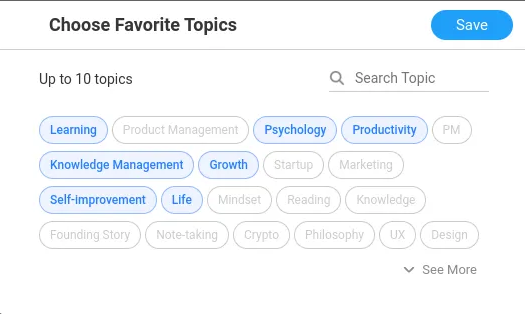 Choose Favorite Topics Save
Up to 10 topics Search Topic
Learning Product Management Psychology Productivity PM
Knowledge Management Growth Startup Marketing
Self-improvement Life Mindset Reading Knowledge
Founding Story Note-taking Crypto Philosophy UX Design
See More